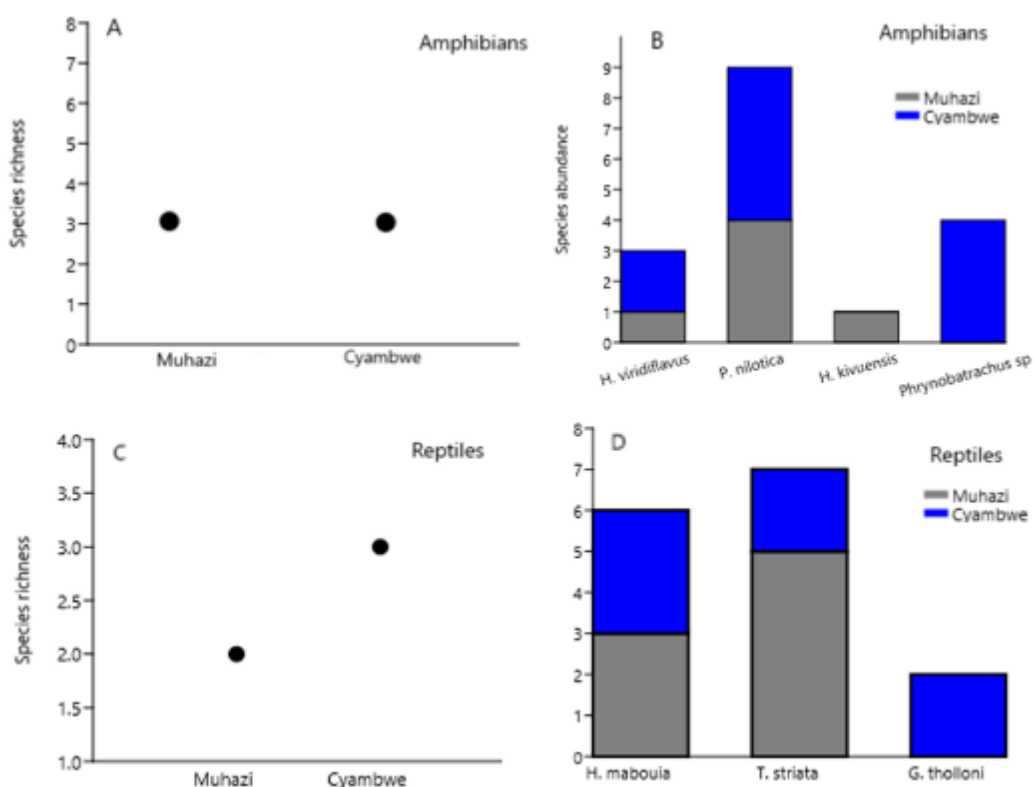 A
Amphibians
Species richness
8
7
6
5
4
3
2
1
0
Muhazi
Cyambwe
B
Amphibians
Muhazi
Cyambwe
Species abundance
9
8
7
6
5
4
3
2
1
0
H. viridiflavus
P. nilotica
H. kivuensis
Phrynobatrachus sp
C
Reptiles
Species richness
4.0
3.5
3.0
2.5
2.0
1.5
1.0
Muhazi
Cyambwe
D
Reptiles
Muhazi
Cyambwe
8
7
6
5
4
3
2
1
0
H. mabouia
T. striata
G. tholloni